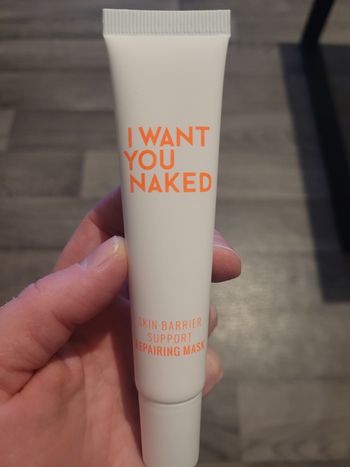 I WANT
YOU
NAKED
SKIN BARRIER
SUPPORT
REPAIRING MASK